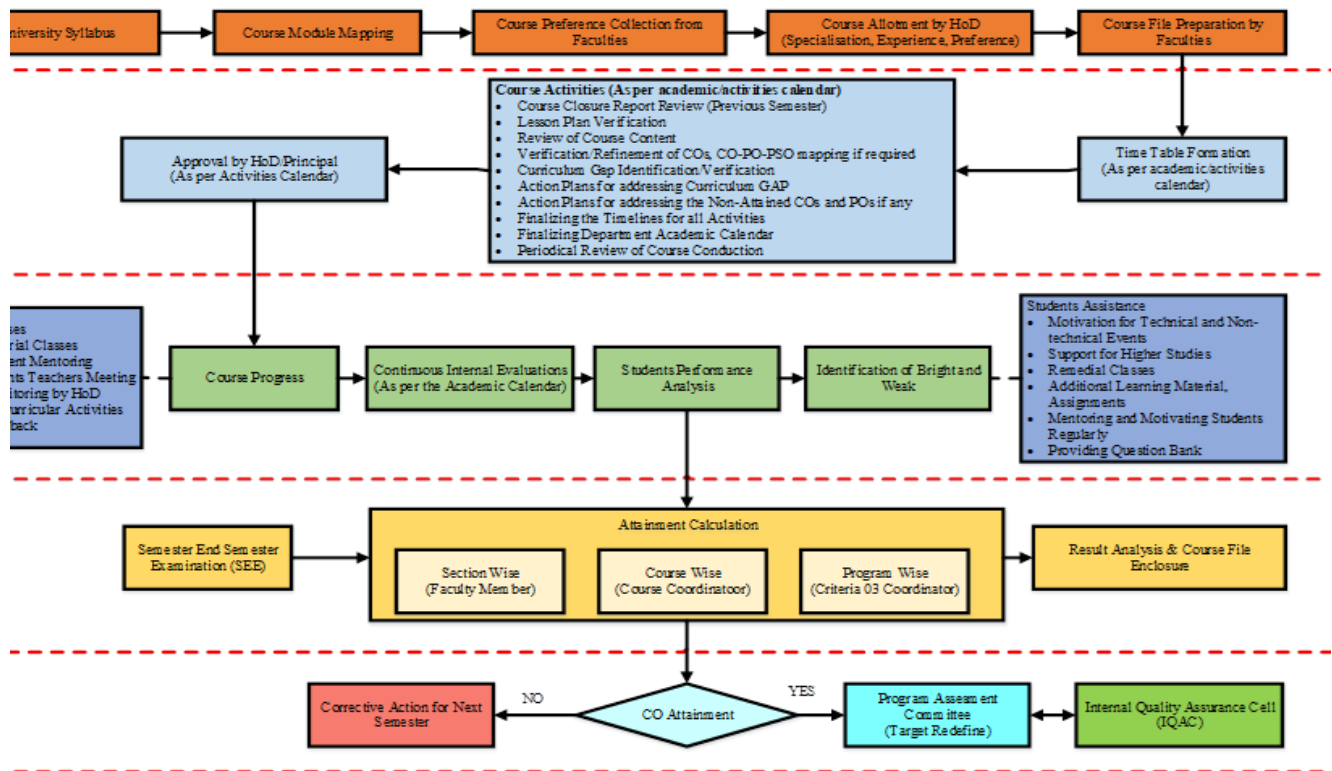 niversity Syllabus
Course Module Mapping
Course Preference Collection from
Faculties
Course Allotment by HoD
(Specialisation, Experience, Preference)
Course File Preparation by
Faculties
Course Activities (As per academic/activities calendar)
• Course Closure Report Review (Previous Semester)
• Lesson Plan Verification
• Review of Course Content
• Verification/Refinement of COs, CO-PO-PSO mapping if required
• Curriculum Gap Identification/Verification
• Action Plans for addressing Curriculum GAP
• Action Plans for addressing the Non-Attained COs and POs if any
• Finalizing the Timelines for all Activities
• Finalizing Department Academic Calendar
• Periodical Review of Course Conduction
Approval by HoD/Principal
(As per Activities Calendar)
Time Table Formation
(As per academic/activities
calendar)
ses
rial Classes
ent Mentoring
nts Teachers Meeting
itoring by HoD
urricular Activities
back
Course Progress
Continuous Internal Evaluations
(As per the Academic Calendar)
Students Performance
Analysis
Identification of Bright and
Weak
Students Assistance
• Motivation for Technical and Non-
technical Events
• Support for Higher Studies
• Remedial Classes
• Additional Learning Material,
Assignments
• Mentoring and Motivating Students
Regularly
• Providing Question Bank
Semester End Semester
Examination (SEE)
Attainment Calculation
Section Wise
(Faculty Member)
Course Wise
(Course Coordinatoor)
Program Wise
(Criteria 03 Coordinator)
Result Analysis & Course File
Enclosure
Corrective Action for Next
Semester
NO
CO Attainment
YES
Program Assesment
Committee
(Target Redefine)
Internal Quality Assurance Cell
(IQAC)